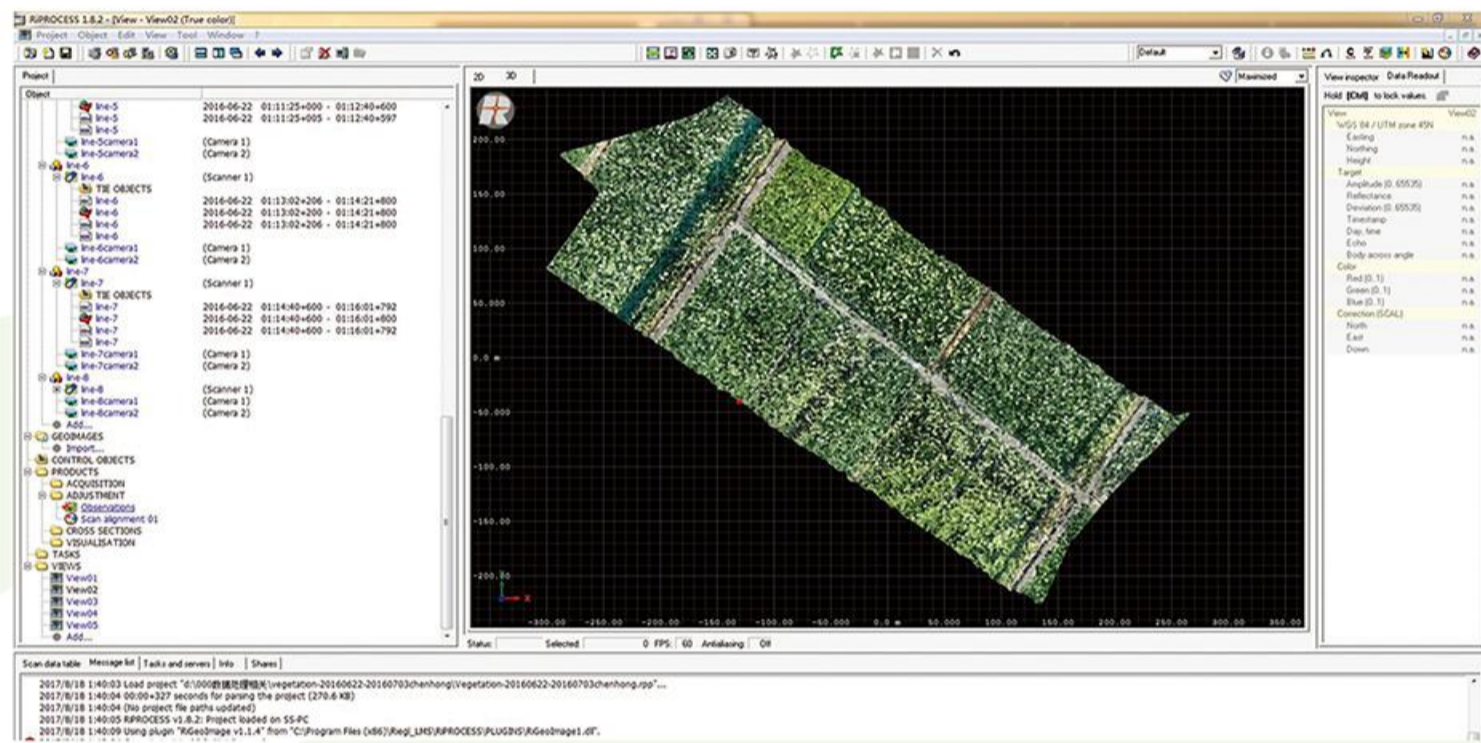 RiPROCESS 1.8.2 - [View - View02 (True color)]
Project Object Edit View Tool Window ?
Default
Project
Object
line-5 2016-06-22 01:11:25+000 - 01:12:40+600
line-5 2016-06-22 01:11:25+005 - 01:12:40+597
line-5
line-5camera1 (Camera 1)
line-5camera2 (Camera 2)
line-6
line-6 (Scanner 1)
TIE OBJECTS
line-6 2016-06-22 01:13:02+206 - 01:14:21+800
line-6 2016-06-22 01:13:02+200 - 01:14:21+800
line-6 2016-06-22 01:13:02+206 - 01:14:21+800
line-6
line-6camera1 (Camera 1)
line-6camera2 (Camera 2)
line-7
line-7 (Scanner 1)
TIE OBJECTS
line-7 2016-06-22 01:14:40+600 - 01:16:01+792
line-7 2016-06-22 01:14:40+600 - 01:16:01+800
line-7 2016-06-22 01:14:40+600 - 01:16:01+792
line-7
line-7camera1 (Camera 1)
line-7camera2 (Camera 2)
line-8
line-8 (Scanner 1)
line-8camera1 (Camera 1)
line-8camera2 (Camera 2)
Add...
GEOIMAGES
Import...
CONTROL OBJECTS
PRODUCTS
ACQUISITION
ADJUSTMENT
Observations
Scan alignment 01
CROSS SECTIONS
VISUALISATION
TASKS
VIEWS
View01
View02
View03
View04
View05
Add...
2D 3D Maximized
200.00
150.00
100.00
50.000
0.0 m
-50.000
-100.00
-150.00
-200.00
X
-300.00 -250.00 -200.00 -150.00 -100.00 -50.000 0.0 m 50.000 100.00 150.00 200.00 250.00 300.00 350.00
Status: Selected: 0 FPS: 60 Antialiasing: Off
View inspector Data Readout
Hold [Ctrl] to lock values.
View View02
WGS 84 / UTM zone 45N
Easting n.a.
Northing n.a.
Height n.a.
Target
Amplitude (0..65535) n.a.
Reflectance n.a.
Deviation (0..65535) n.a.
Timestamp n.a.
Day, time n.a.
Echo n.a.
Body across angle n.a.
Color
Red (0..1) n.a.
Green (0..1) n.a.
Blue (0..1) n.a.
Correction (SCAL)
North n.a.
East n.a.
Down n.a.
Scan data table Message list Tasks and servers Info Shares
2017/8/18 1:40:03 Load project "d:\000数据处理相关\vegetation-20160622-20160703chenhong\Vegetation-20160622-20160703chenhong.rpp"...
2017/8/18 1:40:04 00:00+327 seconds for parsing the project (270.6 KB)
2017/8/18 1:40:04 (No project file paths updated)
2017/8/18 1:40:05 RiPROCESS v1.8.2: Project loaded on SS-PC
2017/8/18 1:40:09 Using plugin "RiGeoImage v1.1.4" from "C:\Program Files (x86)\Riegl_LMS\RiPROCESS\PLUGINS\RiGeoImage1.dll".